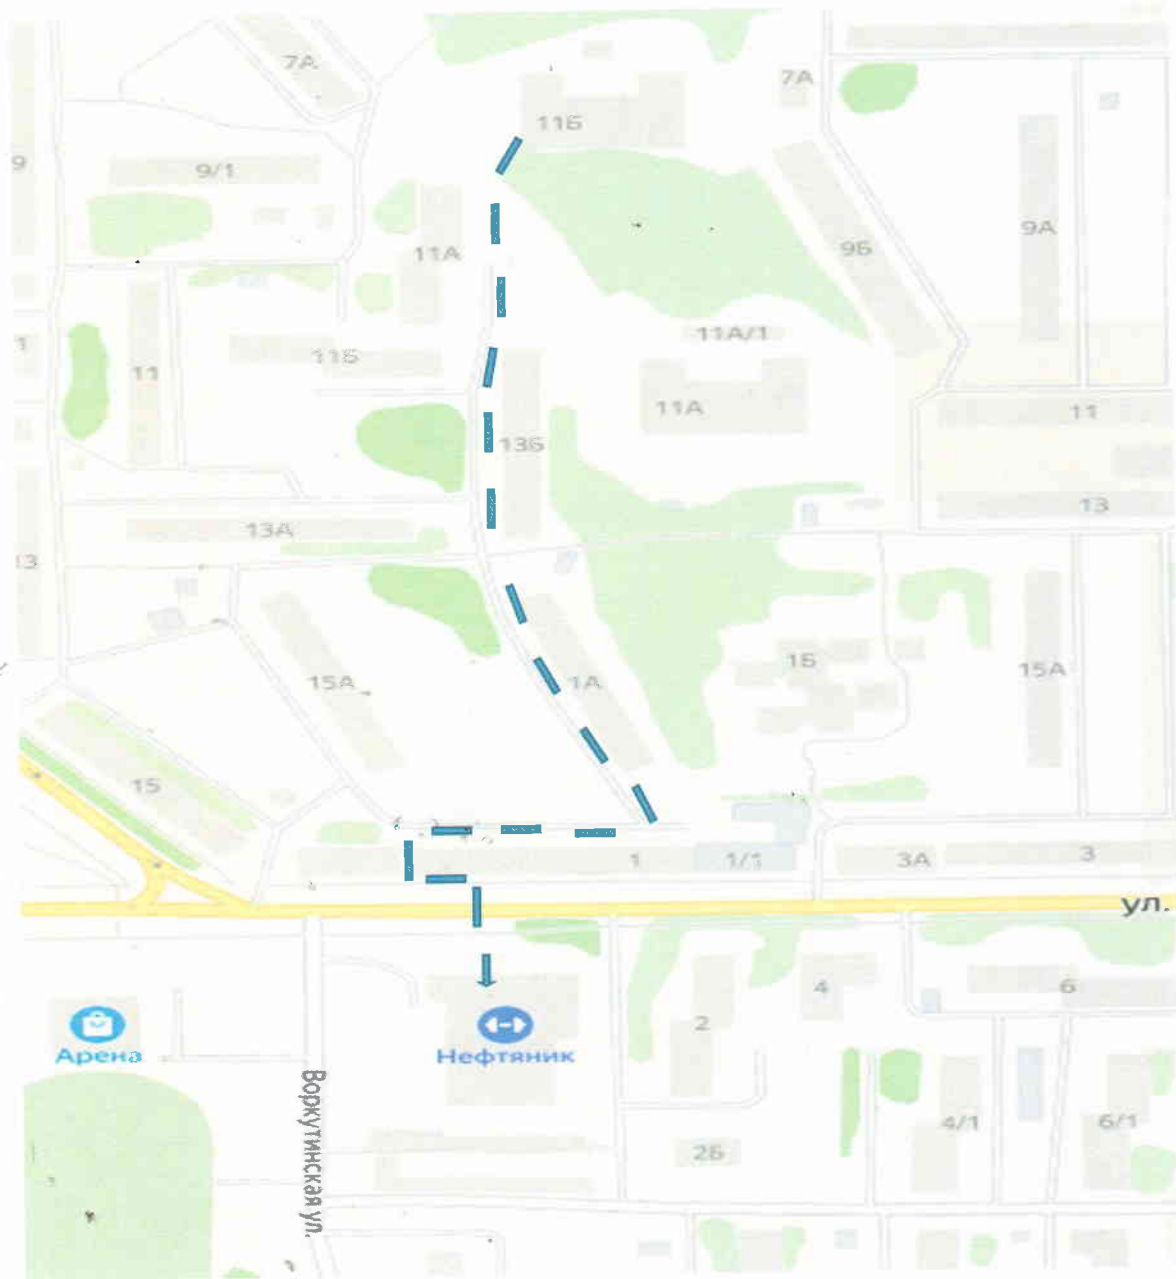 7А
11Б
7А
9
9/1
11А
9Б
9А
11А/1
1
11Б
11
11А
11
13Б
13А
13
13
15А
1А
1Б
15А
15
1
1/1
3А
3
ул.
2
4
6
Арена
Нефтяник
Воркутинская ул.
2Б
4/1
6/1